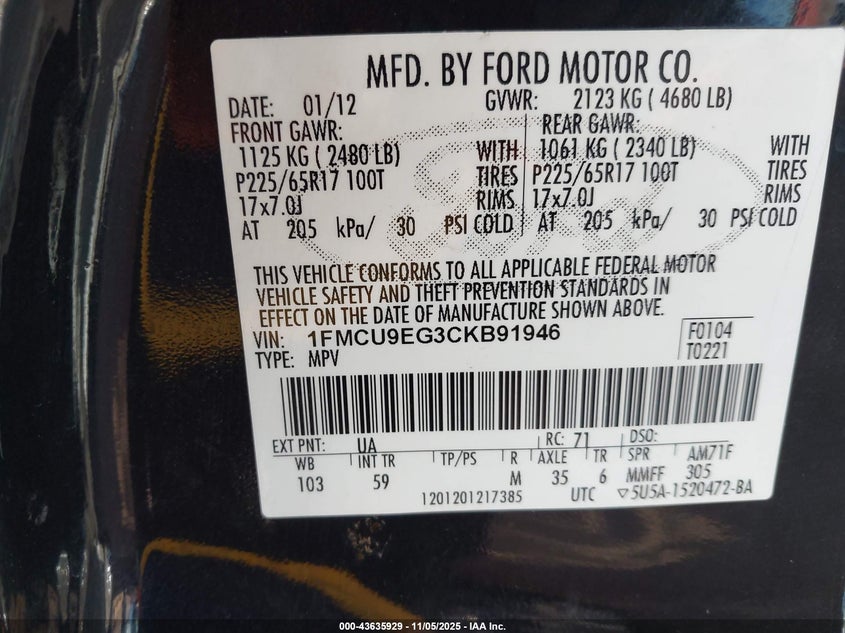 MFD. BY FORD MOTOR CO.
DATE: 01/12 GVWR: 2123 KG ( 4680 LB)
FRONT GAWR: REAR GAWR:
1125 KG ( 2480 LB) WITH 1061 KG ( 2340 LB) WITH
P225/65R17 100T TIRES P225/65R17 100T TIRES
17x7.0J RIMS 17x7.0J RIMS
AT 205 kPa/ 30 PSI COLD AT 205 kPa/ 30 PSI COLD
THIS VEHICLE CONFORMS TO ALL APPLICABLE FEDERAL MOTOR
VEHICLE SAFETY AND THEFT PREVENTION STANDARDS IN
EFFECT ON THE DATE OF MANUFACTURE SHOWN ABOVE.
VIN: 1FMCU9EG3CKB91946 F0104
TYPE: MPV T0221
EXT PNT: UA RC: 71 DSO:
WB INT TR TP/PS R AXLE TR SPR AM71F
103 59 M 35 6 MMFF 305
1201201217385 UTC ▽5U5A-1520472-BA
000-43635929 - 11/05/2025 - IAA Inc.